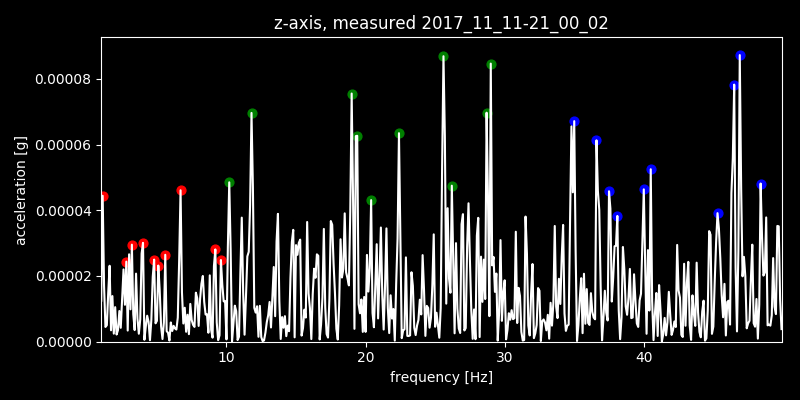 z-axis, measured 2017_11_11-21_00_02
acceleration [g]
0.00008
0.00006
0.00004
0.00002
0.00000
10 20 30 40
frequency [Hz]